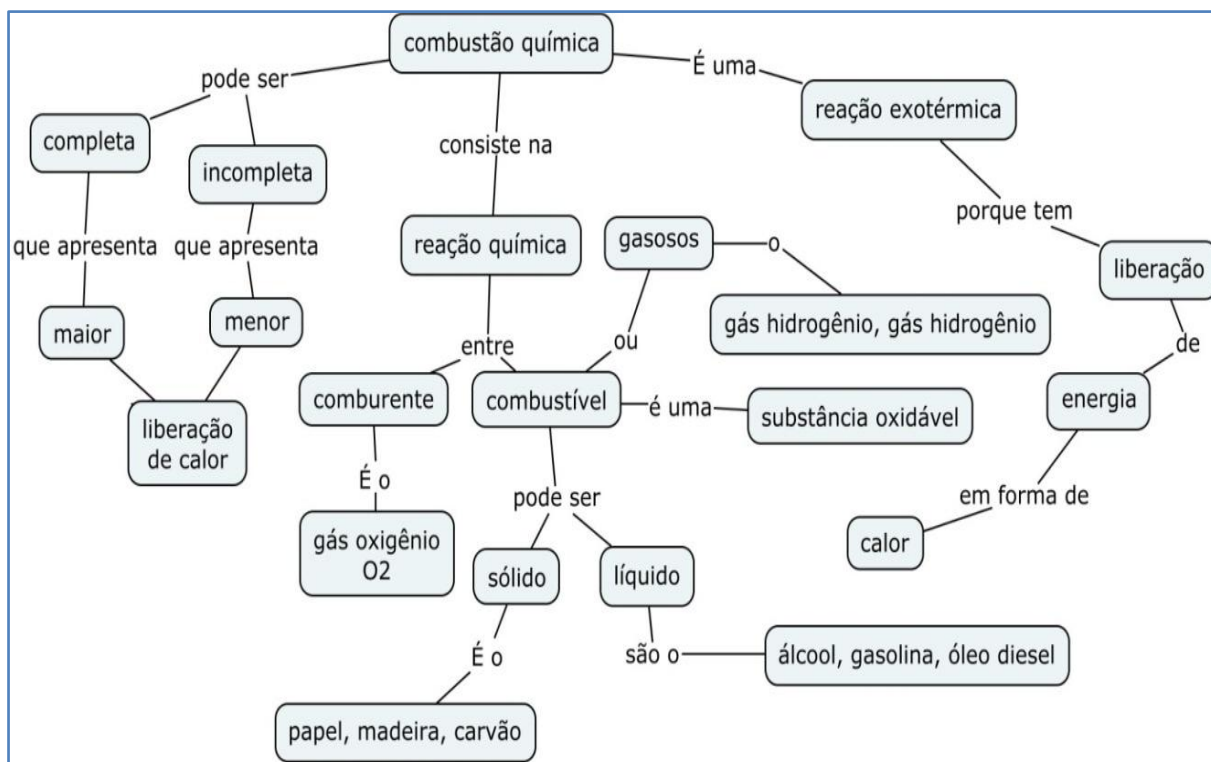 combustão química
pode ser
É uma
completa
reação exotérmica
consiste na
incompleta
porque tem
que apresenta
que apresenta
reação química
gasosos
o
liberação
maior
menor
gás hidrogênio, gás hidrogênio
entre
ou
de
comburente
combustível
é uma
substância oxidável
energia
liberação
de calor
É o
pode ser
em forma de
gás oxigênio
O2
calor
sólido
líquido
É o
são o
álcool, gasolina, óleo diesel
papel, madeira, carvão